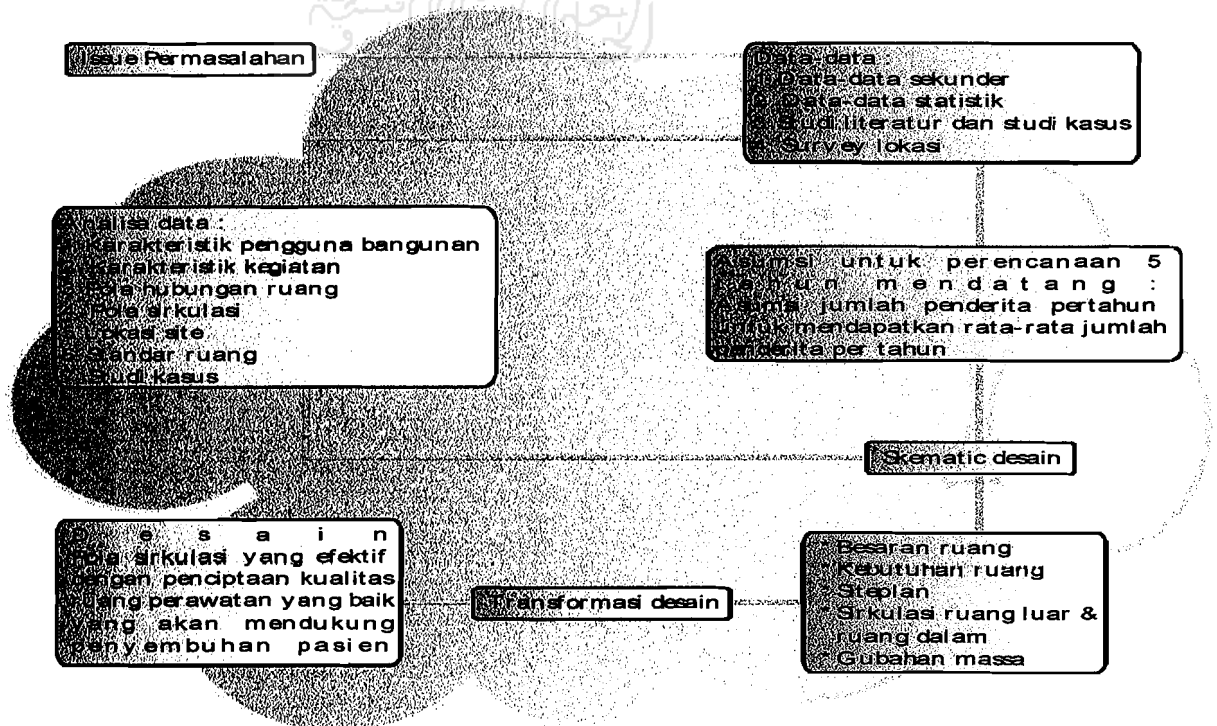 Issue Permasalahan
Data-data :
Data-data sekunder
Data-data statistik
Studi literatur dan studi kasus
Survey lokasi
Analisa data :
Karakteristik pengguna bangunan
Karakteristik kegiatan
Pola hubungan ruang
Pola sirkulasi
Lokasi site
Standar ruang
Studi kasus
Asumsi untuk perencanaan 5
tahun mendatang :
Asumsi jumlah penderita pertahun
untuk mendapatkan rata-rata jumlah
penderita per tahun
Skematic desain
Desain
Pola sirkulasi yang efektif
dengan penciptaan kualitas
ruang perawatan yang baik
yang akan mendukung
penyembuhan pasien
Transformasi desain
Besaran ruang
Kebutuhan ruang
Siteplan
Sirkulasi ruang luar &
ruang dalam
Gubahan massa